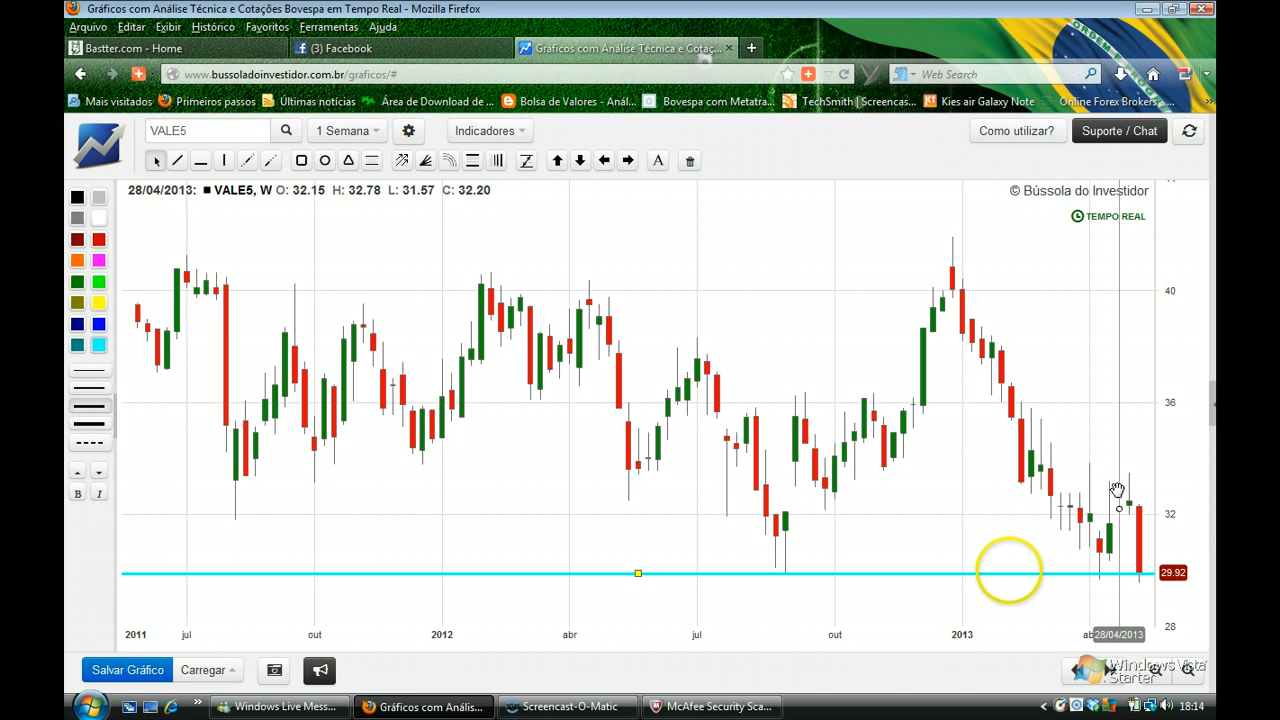 Gráficos com Análise Técnica e Cotações Bovespa em Tempo Real - Mozilla Firefox
Arquivo Editar Exibir Histórico Favoritos Ferramentas Ajuda
Bastter.com - Home (3) Facebook Gráficos com Análise Técnica e Cotaç...
www.bussoladoinvestidor.com.br/graficos/# Web Search
Mais visitados Primeiros passos Últimas notícias Área de Download de ... Bolsa de Valores - Anál... Bovespa com Metatra... TechSmith | Screencas... Kies air Galaxy Note Online Forex Brokers -...
VALE5 1 Semana Indicadores Como utilizar? Suporte / Chat
A
28/04/2013: VALE5, W O: 32.15 H: 32.78 L: 31.57 C: 32.20 © Bússola do Investidor
TEMPO REAL
40
36
32
B I
29.92
28
2011 jul out 2012 abr jul out 2013 ab 28/04/2013
Salvar Gráfico Carregar
Windows Vista
Starter
Windows Live Mess... Gráficos com Anális... Screencast-O-Matic McAfee Security Sca... 18:14